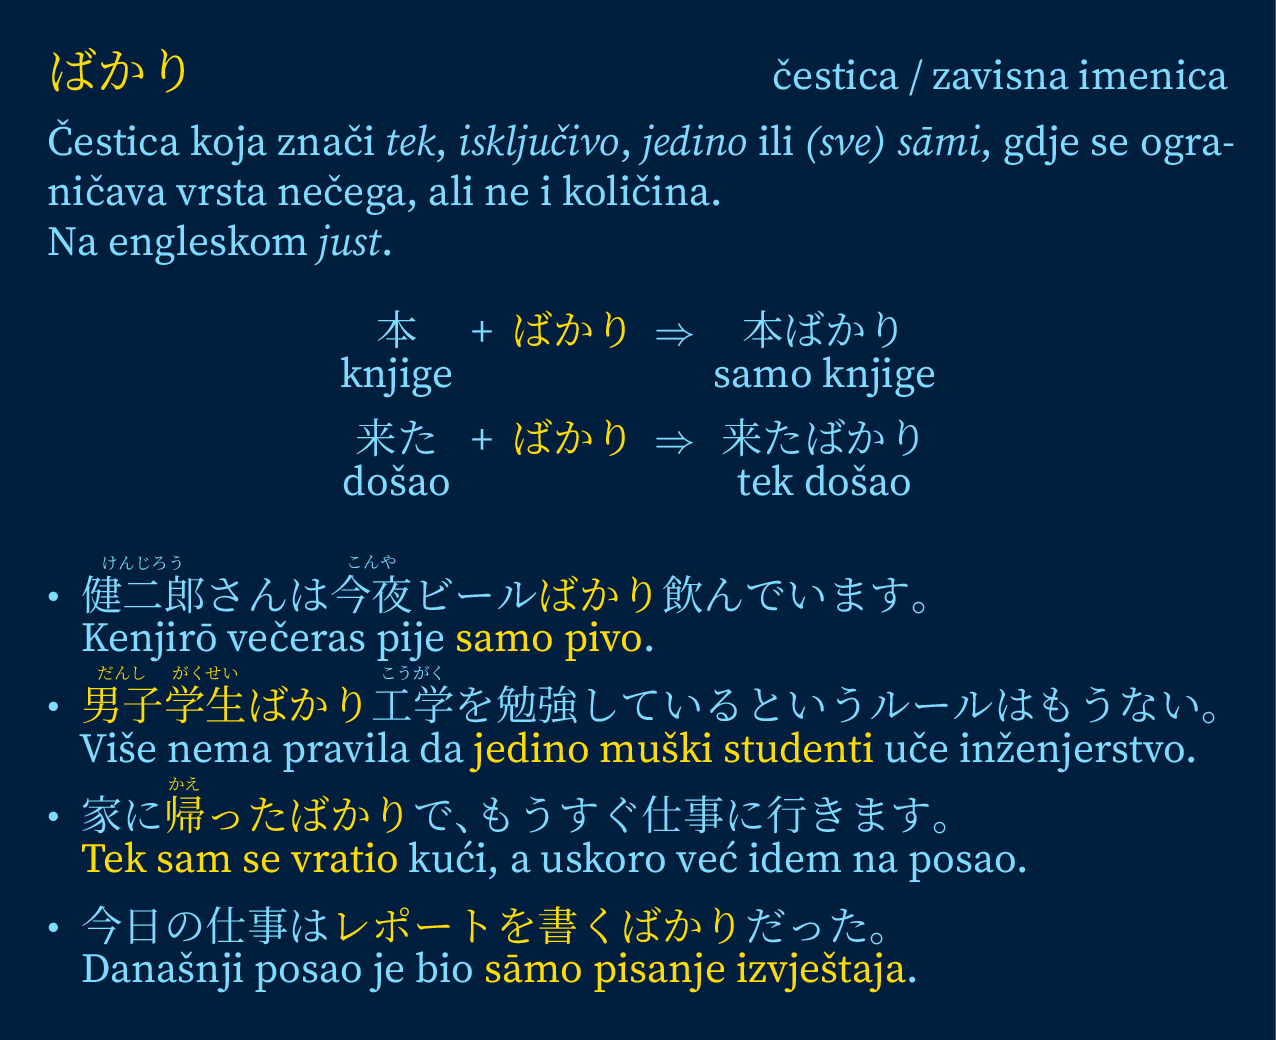 ばかり čestica / zavisna imenica
Čestica koja znači tek, isključivo, jedino ili (sve) sāmi, gdje se ogra-
ničava vrsta nečega, ali ne i količina.
Na engleskom just.
本 + ばかり ⇒ 本ばかり
knjige samo knjige
来た + ばかり ⇒ 来たばかり
došao tek došao
けんじろう こんや
• 健二郎さんは今夜ビールばかり飲んでいます。
Kenjirō večeras pije samo pivo.
だんし がくせい こうがく
• 男子学生ばかり工学を勉強しているというルールはもうない。
Više nema pravila da jedino muški studenti uče inženjerstvo.
かえ
• 家に帰ったばかりで、もうすぐ仕事に行きます。
Tek sam se vratio kući, a uskoro već idem na posao.
• 今日の仕事はレポートを書くばかりだった。
Današnji posao je bio sāmo pisanje izvještaja.